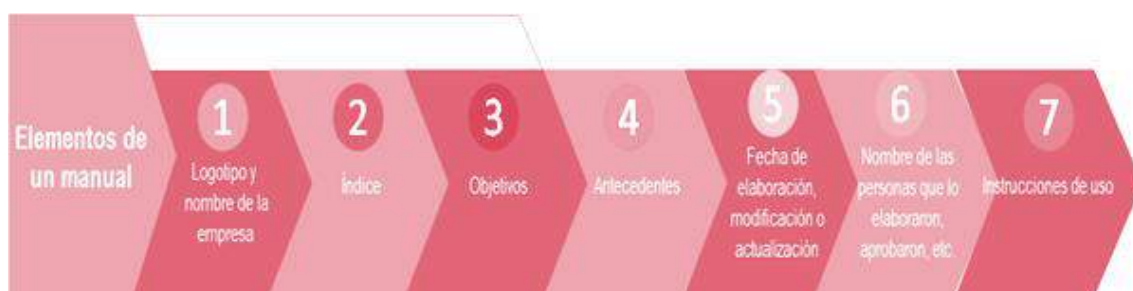 Elementos de
un manual
1
Logotipo y
nombre de la
empresa
2
Índice
3
Objetivos
4
Antecedentes
5
Fecha de
elaboración,
modificación o
actualización
6
Nombre de las
personas que lo
elaboraron,
aprobaron, etc.
7
Instrucciones de uso